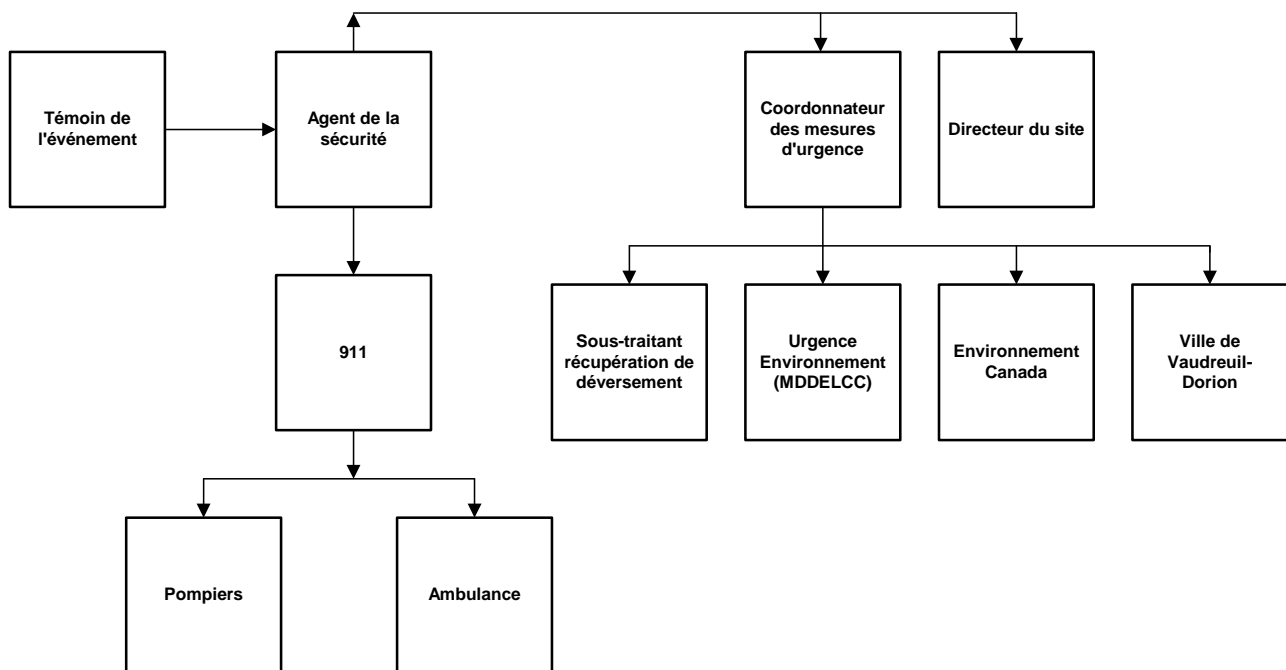 Témoin de
l'événement
Agent de la
sécurité
Coordonnateur
des mesures
d'urgence
Directeur du site
911
Sous-traitant
récupération de
déversement
Urgence
Environnement
(MDDELCC)
Environnement
Canada
Ville de
Vaudreuil-
Dorion
Pompiers
Ambulance